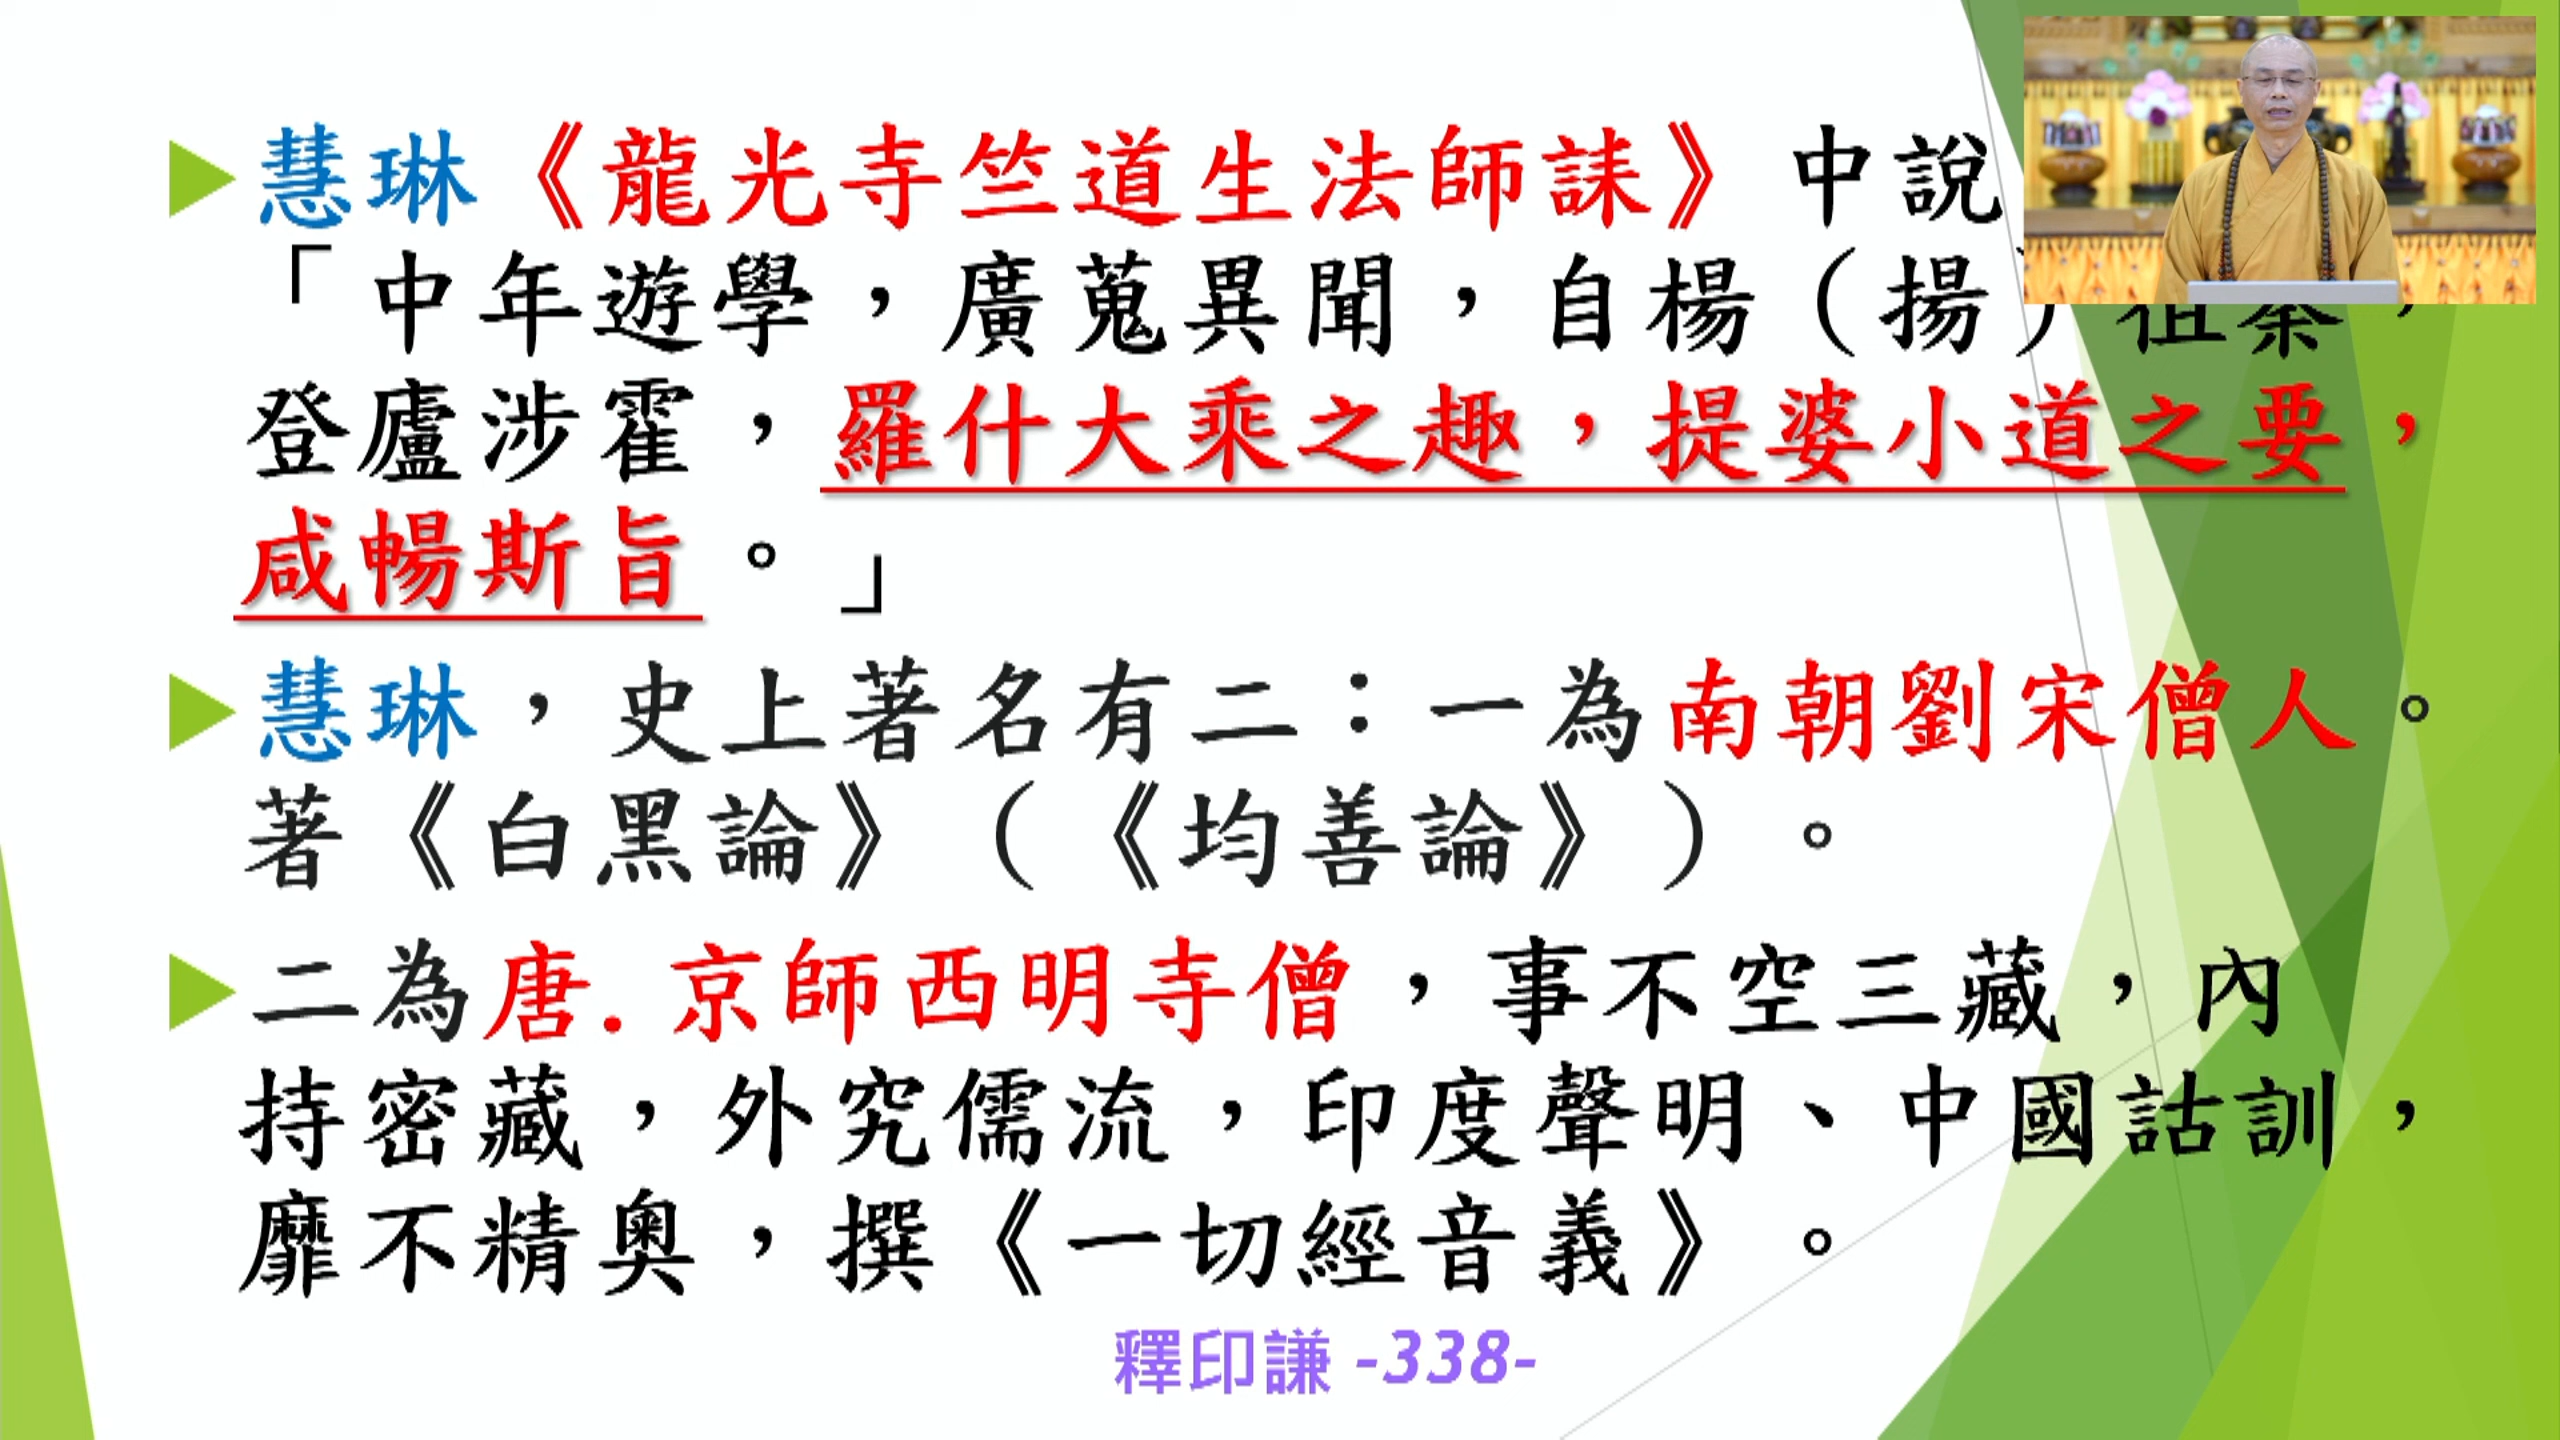 慧琳《龍光寺竺道生法師誄》中說
「中年遊學，廣蒐異聞，自楊（揚）徂秦，
登廬涉霍，羅什大乘之趣，提婆小道之要，
咸暢斯旨。」
慧琳，史上著名有二：一為南朝劉宋僧人。
著《白黑論》（《均善論》）。
二為唐.京師西明寺僧，事不空三藏，內
持密藏，外究儒流，印度聲明、中國詁訓，
靡不精奧，撰《一切經音義》。
釋印謙 -338-